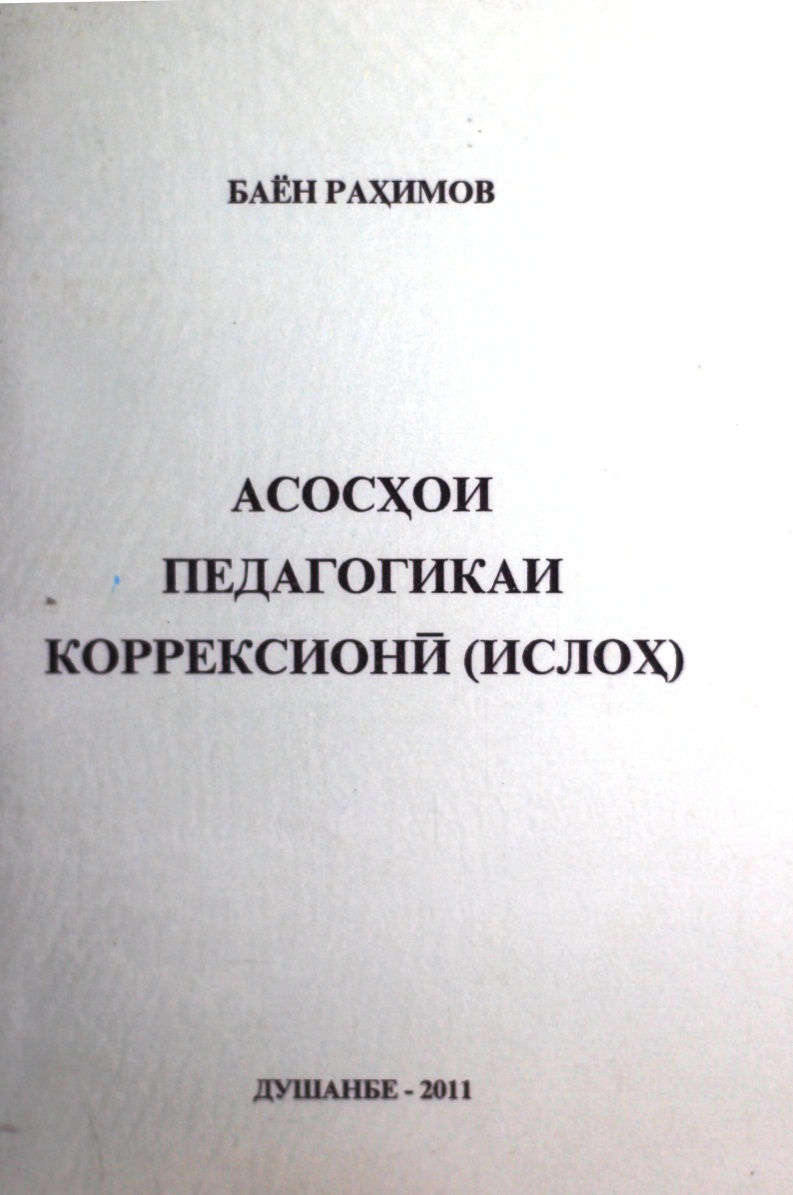 БАЁН РАҲИМОВ
АСОСҲОИ
ПЕДАГОГИКАИ
КОРРЕКСИОНӢ (ИСЛОҲ)
ДУШАНБЕ - 2011